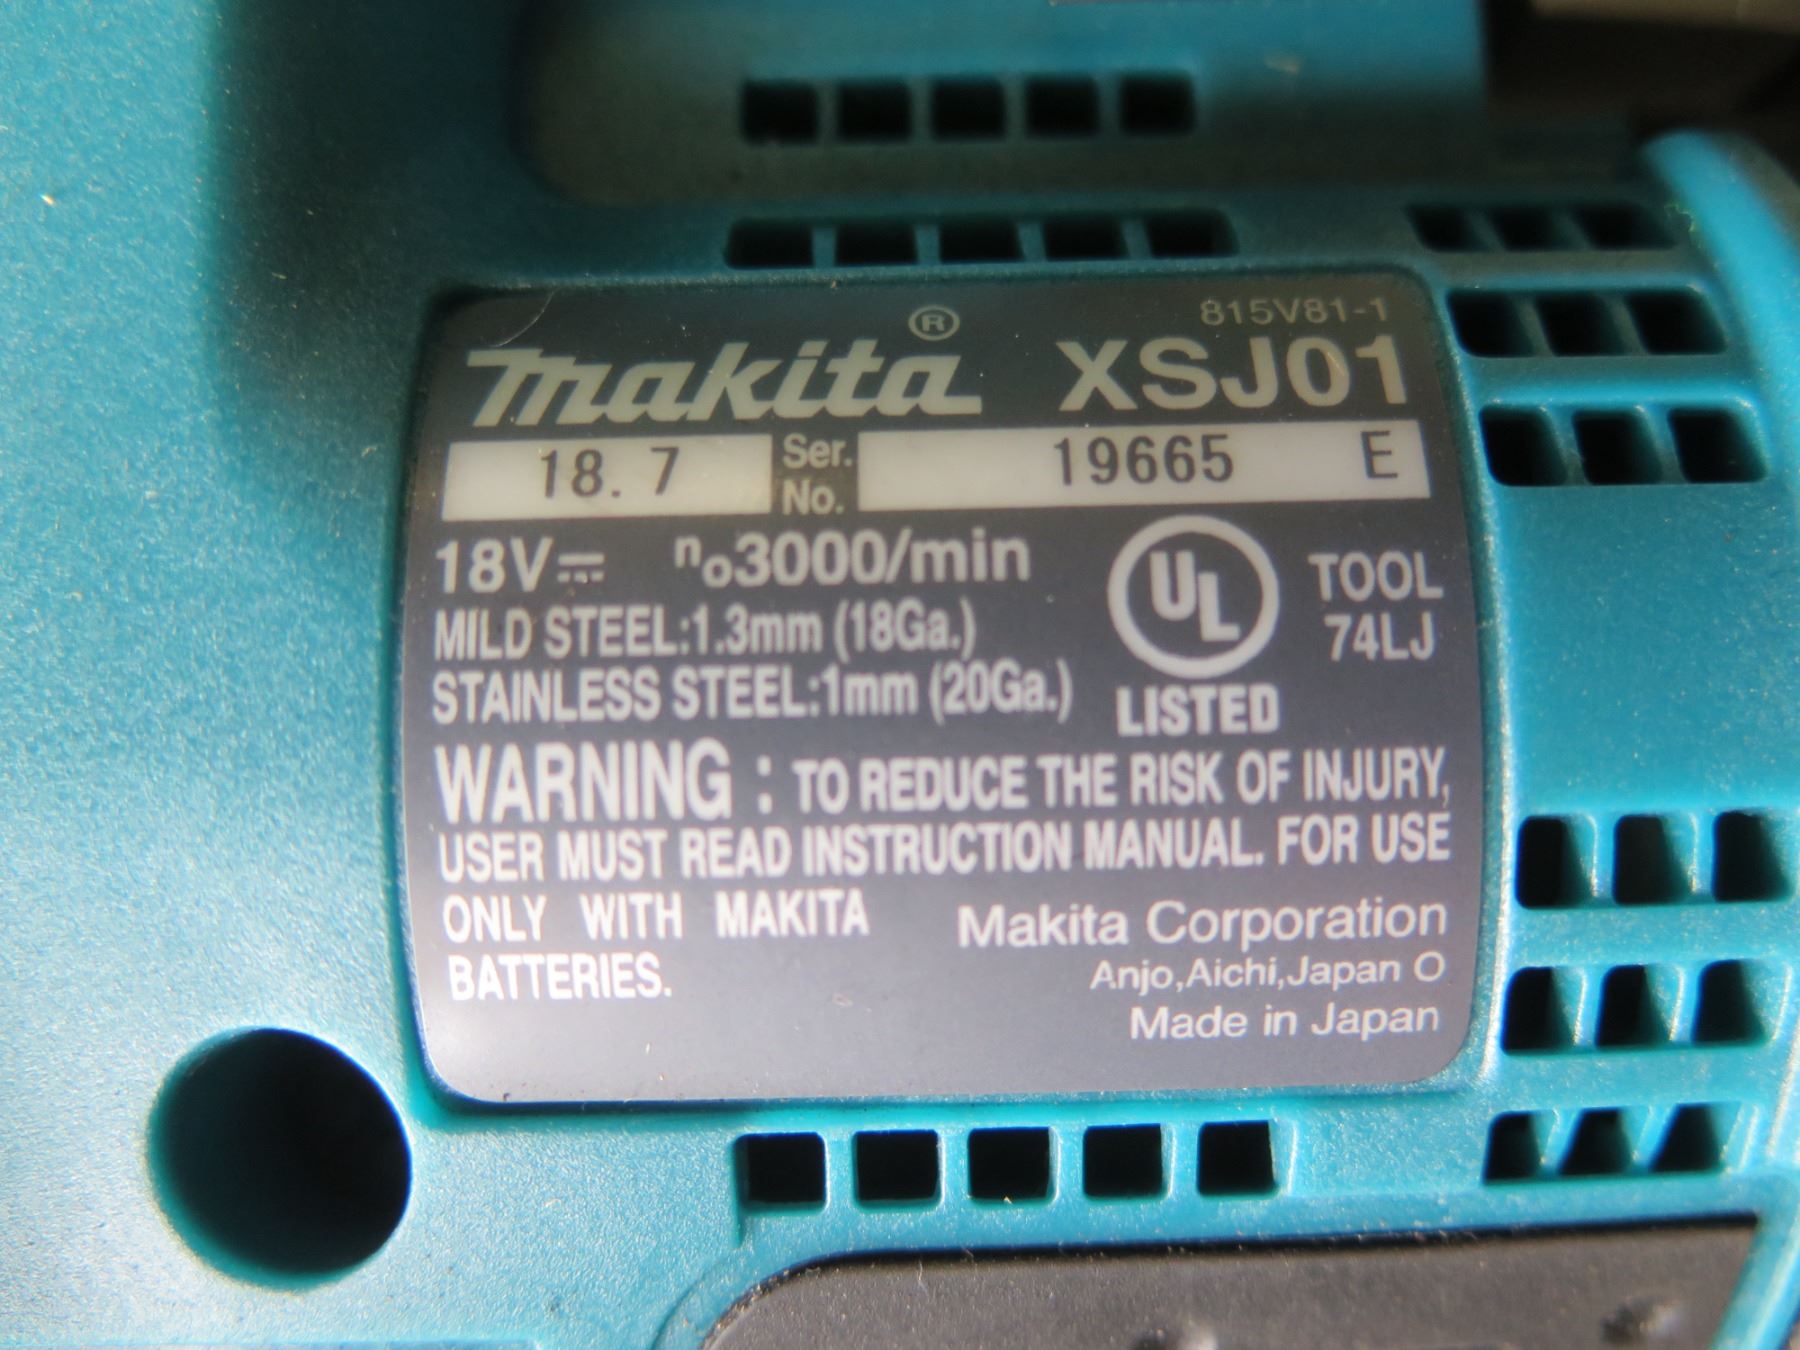 815V81-1
makita® XSJ01
18.7 Ser. No. 19665 E
18V⎓ no3000/min
MILD STEEL:1.3mm (18Ga.)
STAINLESS STEEL:1mm (20Ga.)
UL
LISTED
TOOL
74LJ
WARNING : TO REDUCE THE RISK OF INJURY,
USER MUST READ INSTRUCTION MANUAL. FOR USE
ONLY WITH MAKITA
BATTERIES.
Makita Corporation
Anjo,Aichi,Japan O
Made in Japan